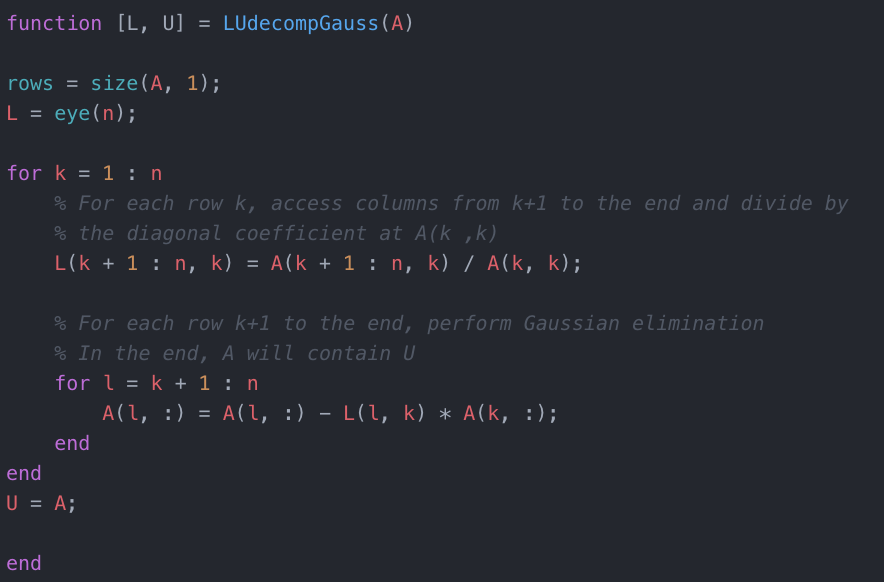 function [L, U] = LUdecompGauss(A)

rows = size(A, 1);
L = eye(n);

for k = 1 : n
    % For each row k, access columns from k+1 to the end and divide by
    % the diagonal coefficient at A(k ,k)
    L(k + 1 : n, k) = A(k + 1 : n, k) / A(k, k);

    % For each row k+1 to the end, perform Gaussian elimination
    % In the end, A will contain U
    for l = k + 1 : n
        A(l, :) = A(l, :) - L(l, k) * A(k, :);
    end
end
U = A;

end